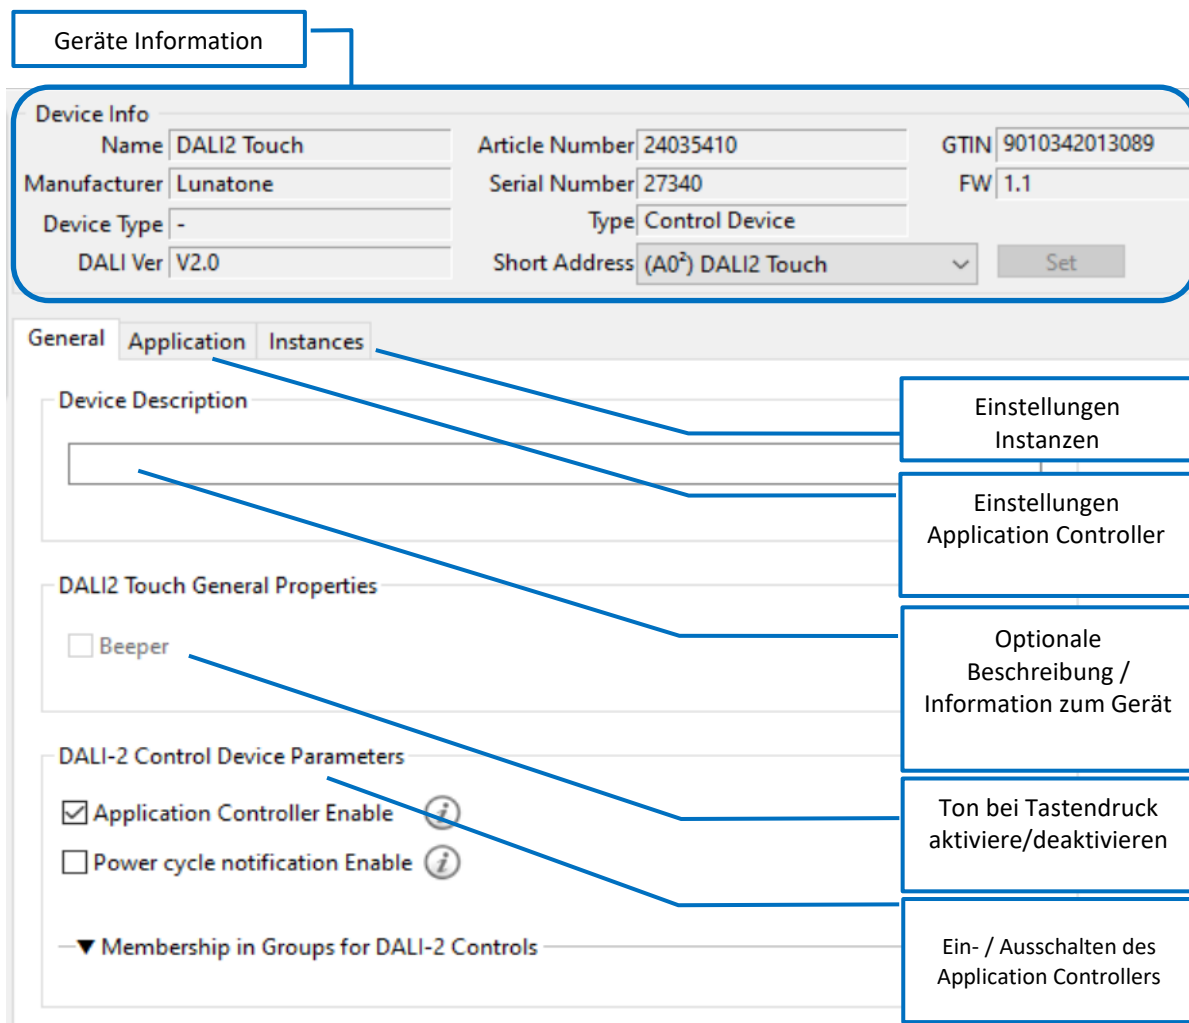 Geräte Information
Device Info
Name DALI2 Touch Article Number 24035410 GTIN 9010342013089
Manufacturer Lunatone Serial Number 27340 FW 1.1
Device Type - Type Control Device
DALI Ver V2.0 Short Address (A0²) DALI2 Touch Set
General Application Instances
Device Description
Einstellungen
Instanzen
Einstellungen
Application Controller
DALI2 Touch General Properties
Beeper
Optionale
Beschreibung /
Information zum Gerät
DALI-2 Control Device Parameters
Application Controller Enable i
Power cycle notification Enable i
Ton bei Tastendruck
aktiviere/deaktivieren
Membership in Groups for DALI-2 Controls
Ein- / Ausschalten des
Application Controllers